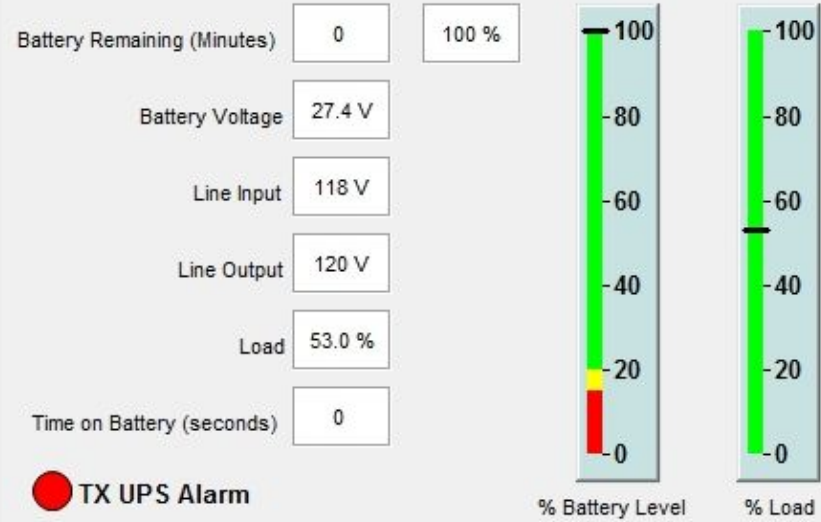 Battery Remaining (Minutes) 0 100 %
Battery Voltage 27.4 V
Line Input 118 V
Line Output 120 V
Load 53.0 %
Time on Battery (seconds) 0
TX UPS Alarm
100
80
60
40
20
0
% Battery Level
100
80
60
40
20
0
% Load